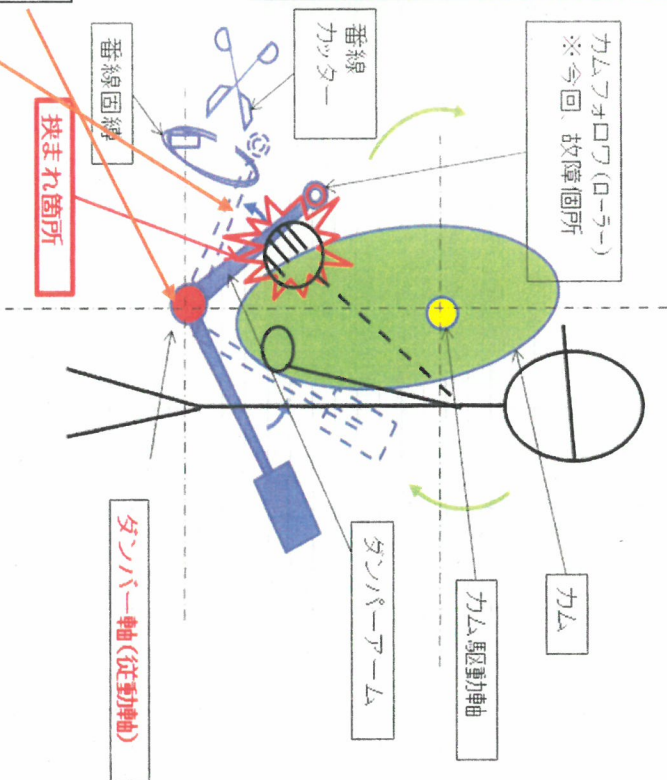 カムフォロワ(ローラー)
※今回、故障個所
カム
カム駆動軸
番線
カッター
ダンパーアーム
番線固縛
ダンパー軸(従動軸)
挟まれ箇所